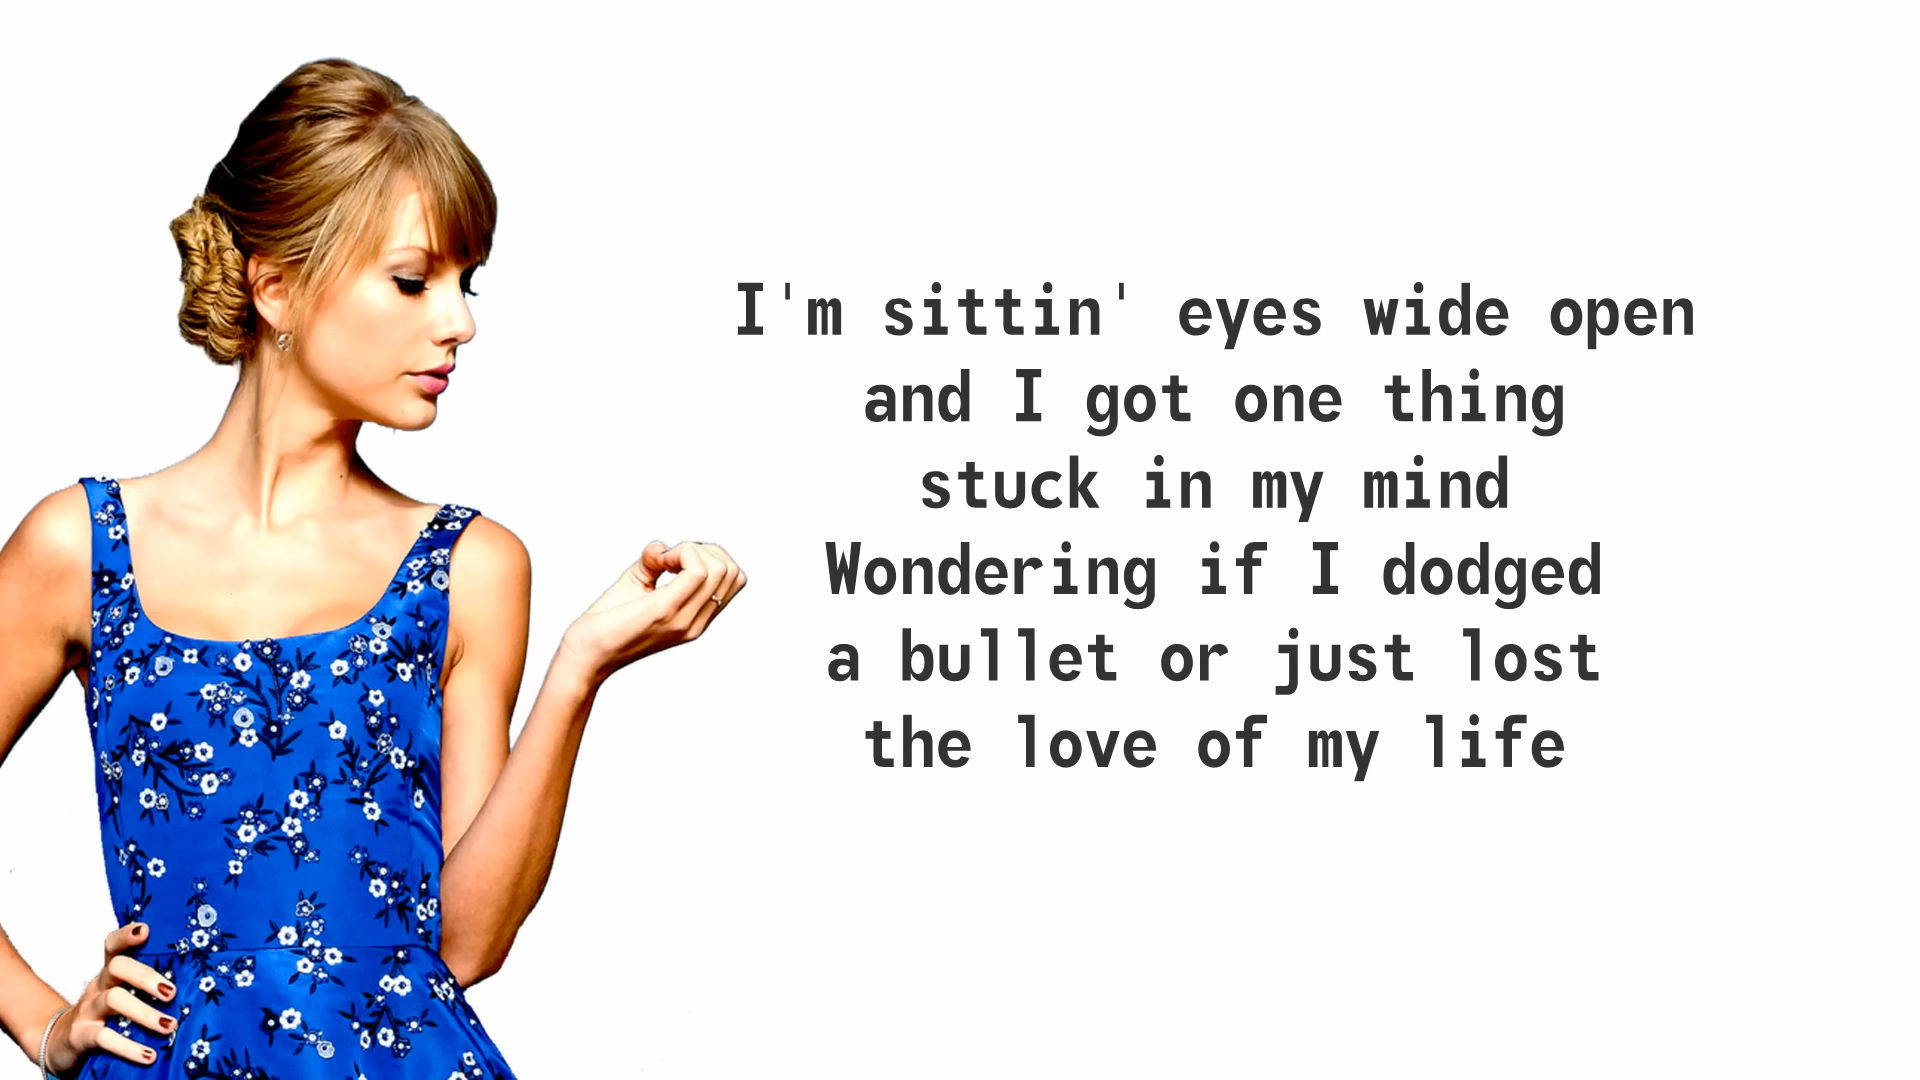 I'm sittin' eyes wide open
and I got one thing
stuck in my mind
Wondering if I dodged
a bullet or just lost
the love of my life